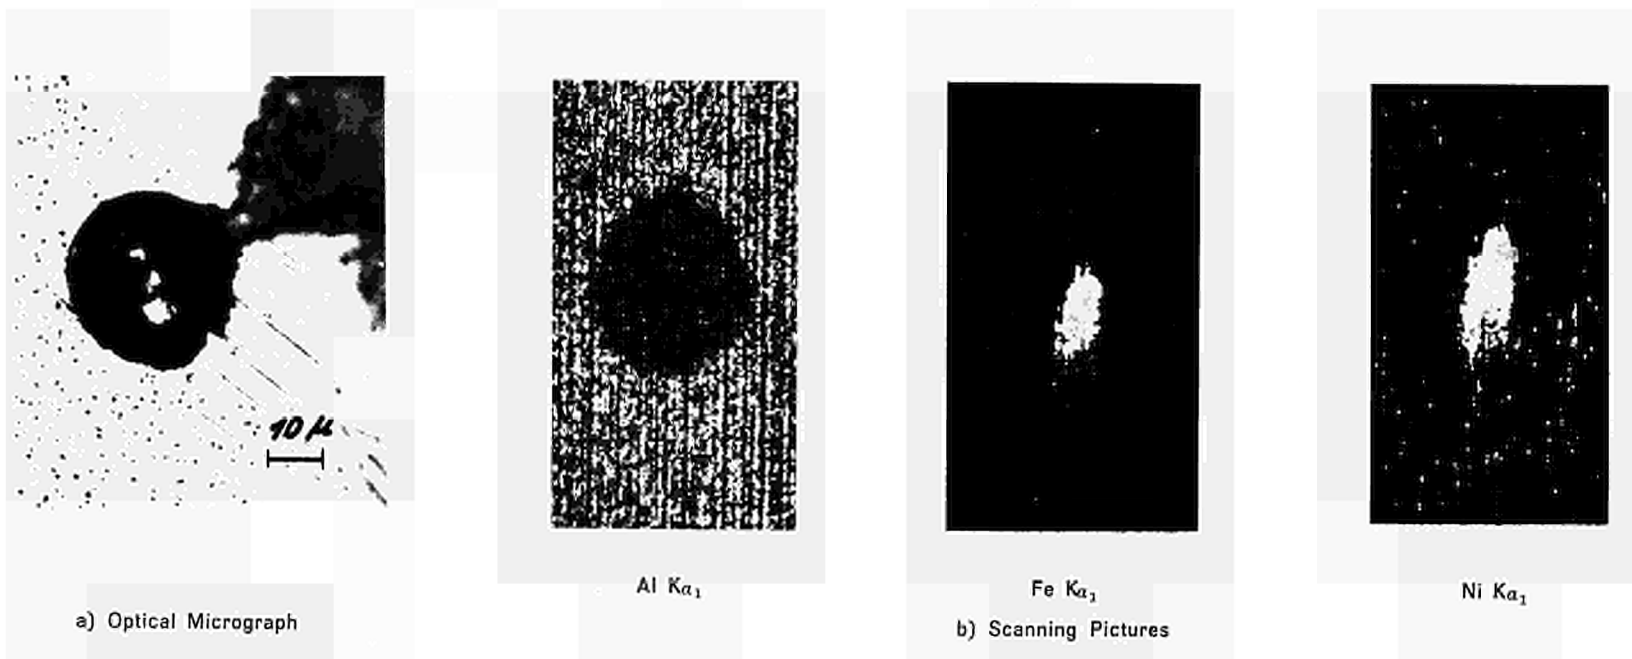 10 μ
Al Kα₁
Fe Kα₁
Ni Kα₁
a) Optical Micrograph
b) Scanning Pictures